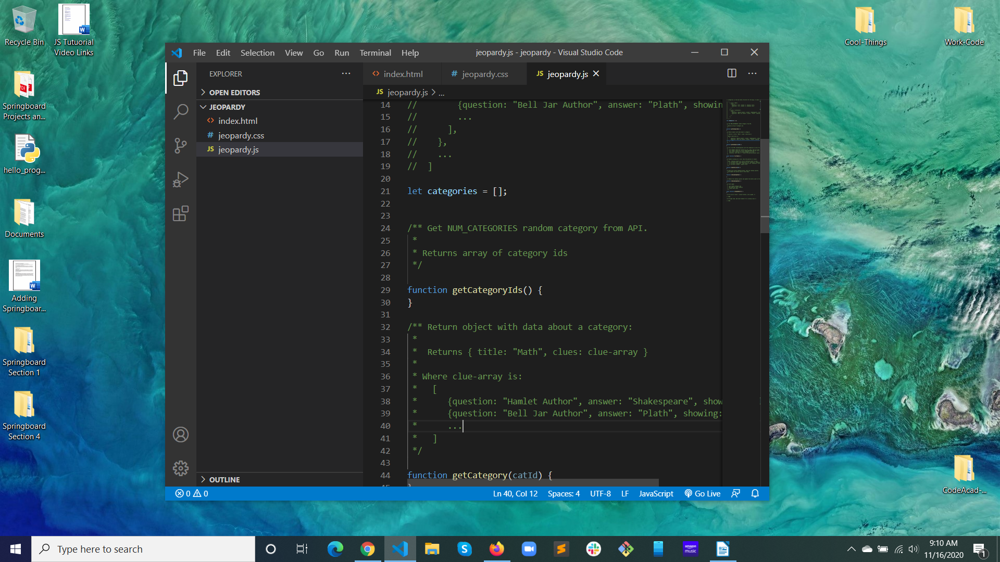 Recycle Bin
JS Tutuorial
Video Links
Springboard
Projects an...
hello_prog...
Documents
Adding
Springboar...
Springboard
Section 1
Springboard
Section 4
Cool-Things
Work-Code
CodeAcad-...
File Edit Selection View Go Run Terminal Help
jeopardy.js - jeopardy - Visual Studio Code
EXPLORER
OPEN EDITORS
JEOPARDY
<> index.html
# jeopardy.css
JS jeopardy.js
OUTLINE
<> index.html # jeopardy.css JS jeopardy.js
JS jeopardy.js > ...
14 //        {question: "Bell Jar Author", answer: "Plath", showin
15 //        ...
16 //      ],
17 //    },
18 //    ...
19 //  ]
20
21 let categories = [];
22
23
24 /** Get NUM_CATEGORIES random category from API.
25  *
26  * Returns array of category ids
27  */
28
29 function getCategoryIds() {
30 }
31
32 /** Return object with data about a category:
33  *
34  *  Returns { title: "Math", clues: clue-array }
35  *
36  * Where clue-array is:
37  *   [
38  *      {question: "Hamlet Author", answer: "Shakespeare", show
39  *      {question: "Bell Jar Author", answer: "Plath", showing:
40  *      ...
41  *   ]
42  */
43
44 function getCategory(catId) {
0 0
Ln 40, Col 12 Spaces: 4 UTF-8 LF JavaScript Go Live
Type here to search
amazon
music
9:10 AM
11/16/2020
1